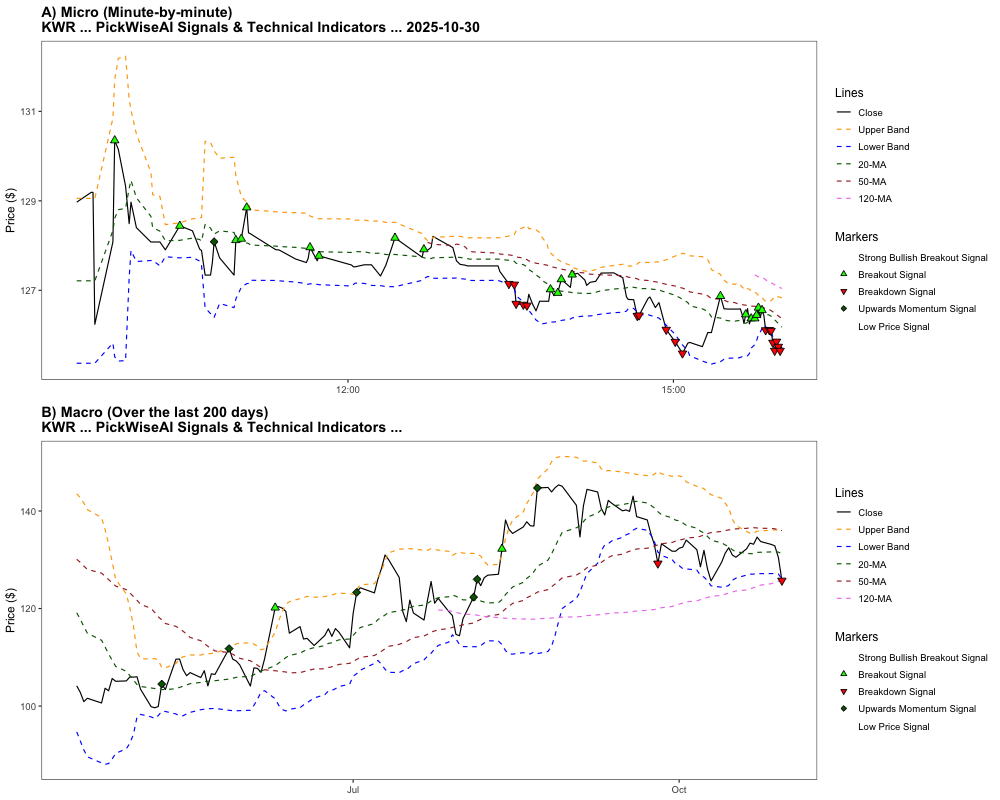 A) Micro (Minute-by-minute)
KWR ... PickWiseAI Signals & Technical Indicators ... 2025-10-30
Price ($)
131
129
127
12:00
15:00
Lines
Close
Upper Band
Lower Band
20-MA
50-MA
120-MA
Markers
Strong Bullish Breakout Signal
Breakout Signal
Breakdown Signal
Upwards Momentum Signal
Low Price Signal
B) Macro (Over the last 200 days)
KWR ... PickWiseAI Signals & Technical Indicators ...
Price ($)
140
120
100
Jul
Oct
Lines
Close
Upper Band
Lower Band
20-MA
50-MA
120-MA
Markers
Strong Bullish Breakout Signal
Breakout Signal
Breakdown Signal
Upwards Momentum Signal
Low Price Signal